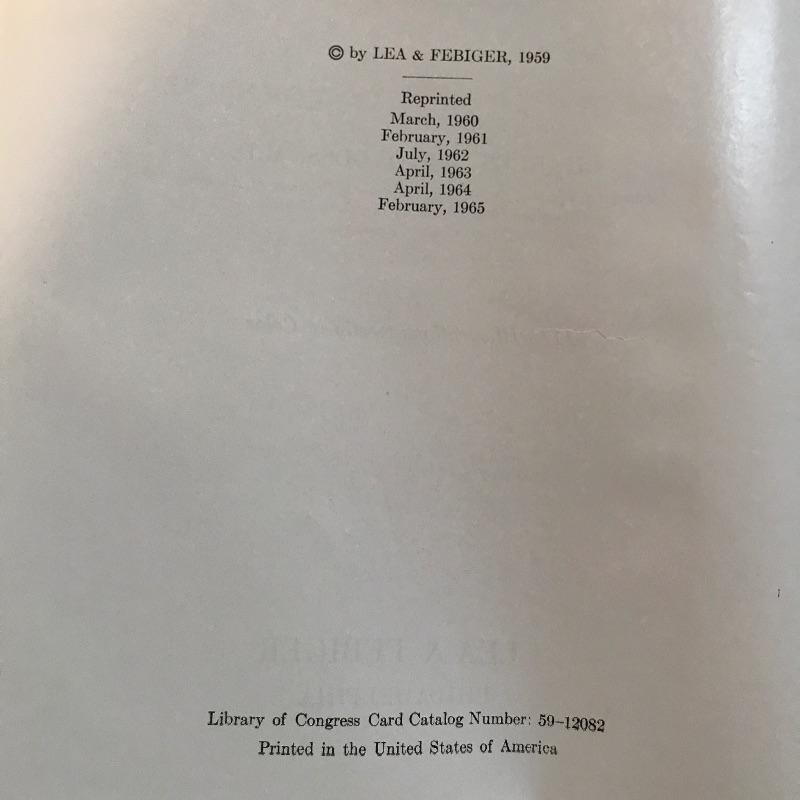 © by LEA & FEBIGER, 1959
Reprinted
March, 1960
February, 1961
July, 1962
April, 1963
April, 1964
February, 1965
Library of Congress Card Catalog Number: 59–12082
Printed in the United States of America